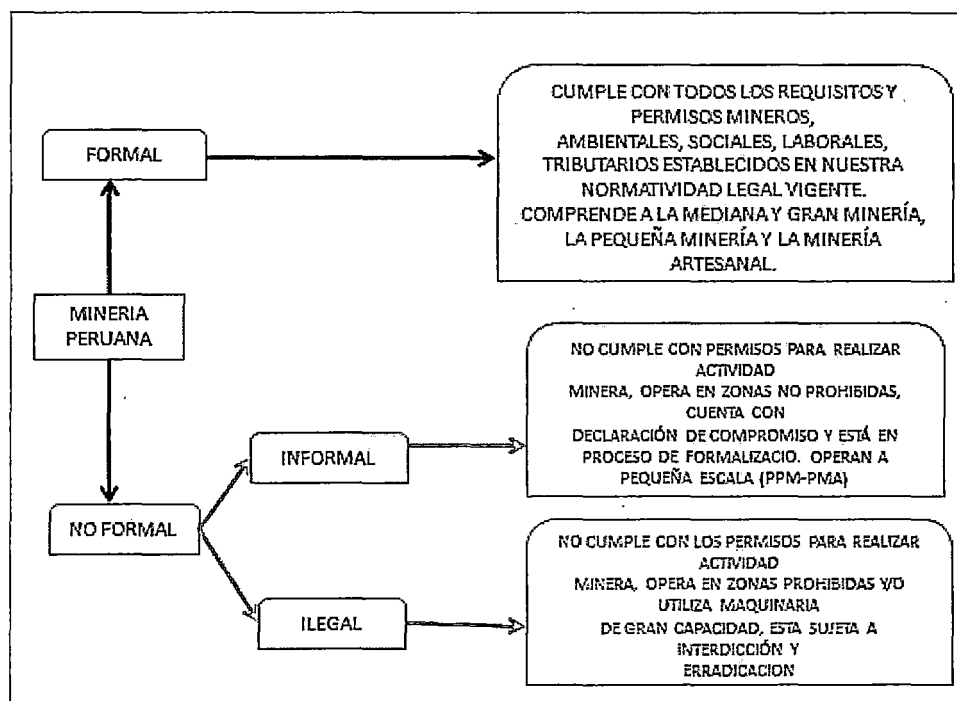 FORMAL
CUMPLE CON TODOS LOS REQUISITOS Y
PERMISOS MINEROS,
AMBIENTALES, SOCIALES, LABORALES,
TRIBUTARIOS ESTABLECIDOS EN NUESTRA
NORMATIVIDAD LEGAL VIGENTE.
COMPRENDE A LA MEDIANA Y GRAN MINERÍA,
LA PEQUEÑA MINERÍA Y LA MINERÍA
ARTESANAL.
MINERIA
PERUANA
NO FORMAL
INFORMAL
NO CUMPLE CON PERMISOS PARA REALIZAR
ACTIVIDAD
MINERA, OPERA EN ZONAS NO PROHIBIDAS,
CUENTA CON
DECLARACIÓN DE COMPROMISO Y ESTÁ EN
PROCESO DE FORMALIZACIO. OPERAN A
PEQUEÑA ESCALA (PPM-PMA)
ILEGAL
NO CUMPLE CON LOS PERMISOS PARA REALIZAR
ACTIVIDAD
MINERA, OPERA EN ZONAS PROHIBIDAS Y/O
UTILIZA MAQUINARIA
DE GRAN CAPACIDAD, ESTA SUJETA A
INTERDICCIÓN Y
ERRADICACION